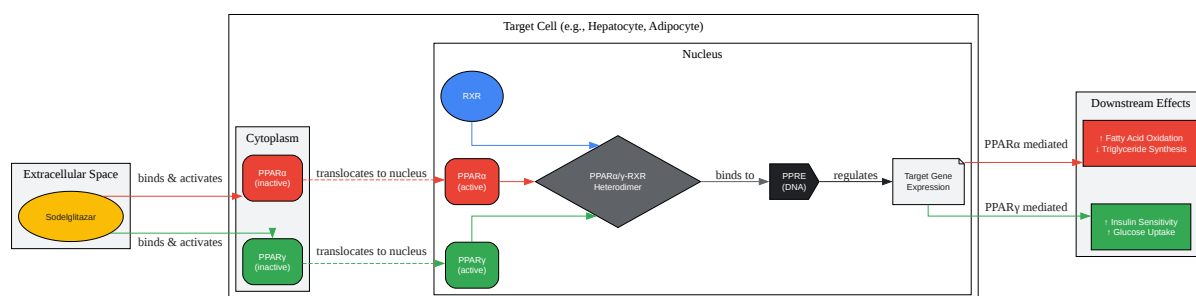 Target Cell (e.g., Hepatocyte, Adipocyte)
Nucleus
RXR
Downstream Effects
Cytoplasm
Extracellular Space
Sodelglitazar
binds & activates
binds & activates
PPARα
(inactive)
PPARγ
(inactive)
translocates to nucleus
translocates to nucleus
PPARα
(active)
PPARγ
(active)
PPARα/γ-RXR
Heterodimer
binds to
PPRE
(DNA)
regulates
Target Gene
Expression
PPARα mediated
PPARγ mediated
↑ Fatty Acid Oxidation
↓ Triglyceride Synthesis
↑ Insulin Sensitivity
↑ Glucose Uptake